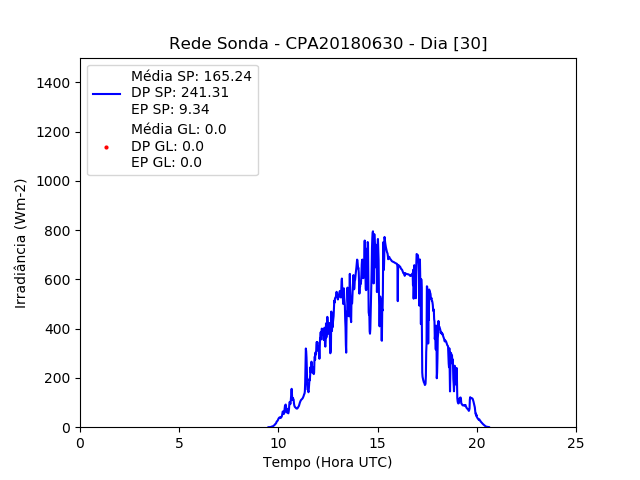 Rede Sonda - CPA20180630 - Dia [30]
Média SP: 165.24
DP SP: 241.31
EP SP: 9.34
Média GL: 0.0
DP GL: 0.0
EP GL: 0.0
Irradiância (Wm-2)
1400
1200
1000
800
600
400
200
0
0 5 10 15 20 25
Tempo (Hora UTC)